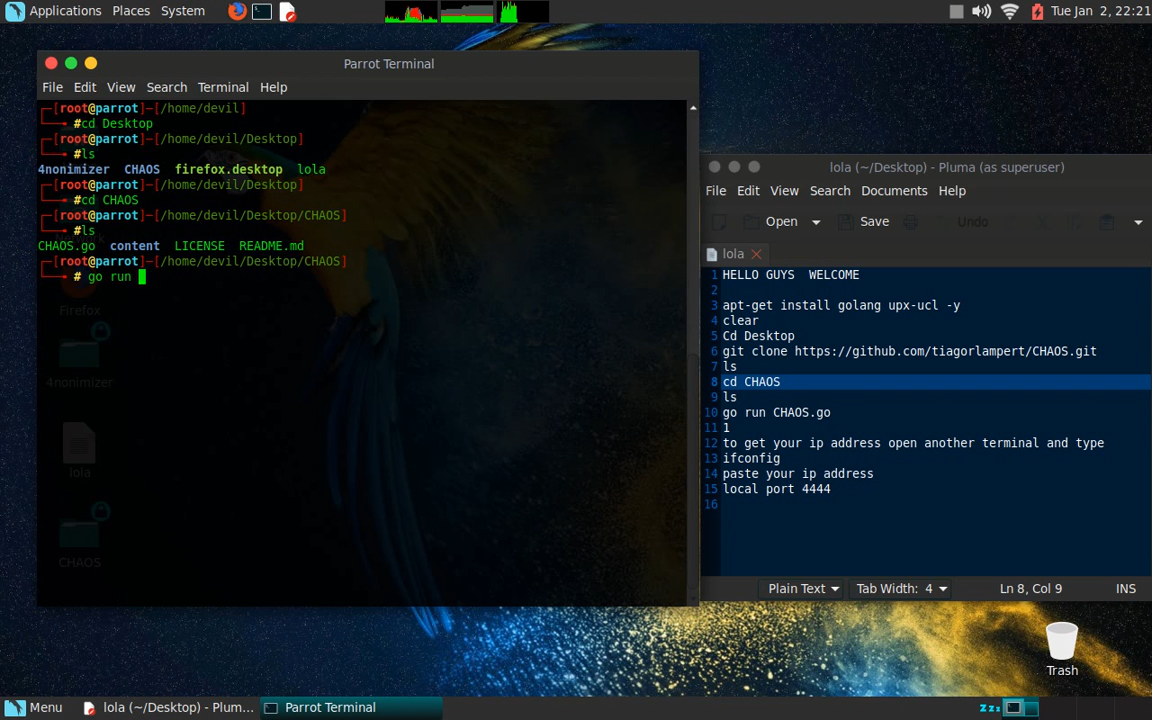 Applications Places System
Tue Jan 2, 22:21
Parrot Terminal
File Edit View Search Terminal Help
┌─[root@parrot]─[/home/devil]
└──╼ #cd Desktop
┌─[root@parrot]─[/home/devil/Desktop]
└──╼ #ls
4nonimizer CHAOS firefox.desktop lola
┌─[root@parrot]─[/home/devil/Desktop]
└──╼ #cd CHAOS
┌─[root@parrot]─[/home/devil/Desktop/CHAOS]
└──╼ #ls
CHAOS.go content LICENSE README.md
┌─[root@parrot]─[/home/devil/Desktop/CHAOS]
└──╼ # go run
Firefox
4nonimizer
lola
CHAOS
lola (~/Desktop) - Pluma (as superuser)
File Edit View Search Documents Help
Open Save Undo
lola
1 HELLO GUYS WELCOME
2
3 apt-get install golang upx-ucl -y
4 clear
5 Cd Desktop
6 git clone https://github.com/tiagorlampert/CHAOS.git
7 ls
8 cd CHAOS
9 ls
10 go run CHAOS.go
11 1
12 to get your ip address open another terminal and type
13 ifconfig
14 paste your ip address
15 local port 4444
16
Plain Text Tab Width: 4 Ln 8, Col 9 INS
Trash
Menu lola (~/Desktop) - Plum... Parrot Terminal
zzz